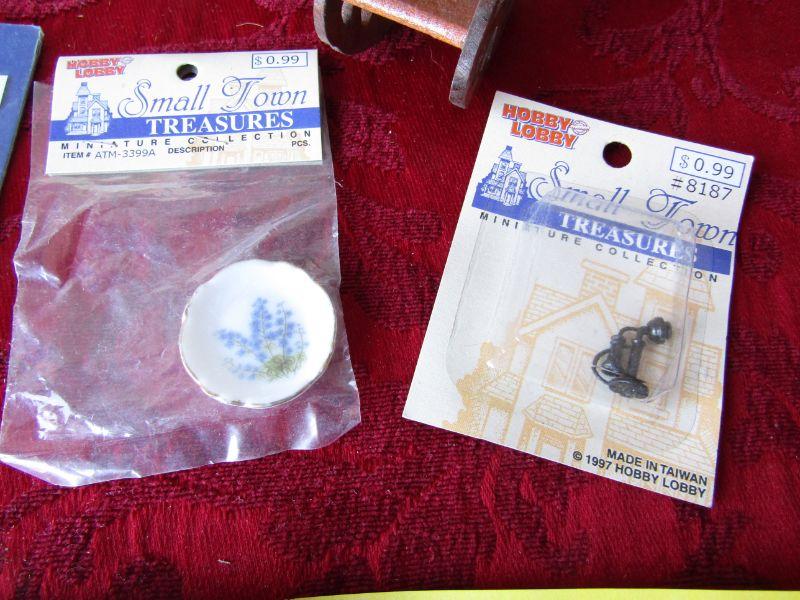 HOBBY LOBBY
$0.99
Small Town
TREASURES
MINIATURE COLLECTION
ITEM # ATM-3399A DESCRIPTION PCS.
HOBBY
LOBBY
$0.99
#8187
Small Town
TREASURES
MINIATURE COLLECTION
MADE IN TAIWAN
© 1997 HOBBY LOBBY